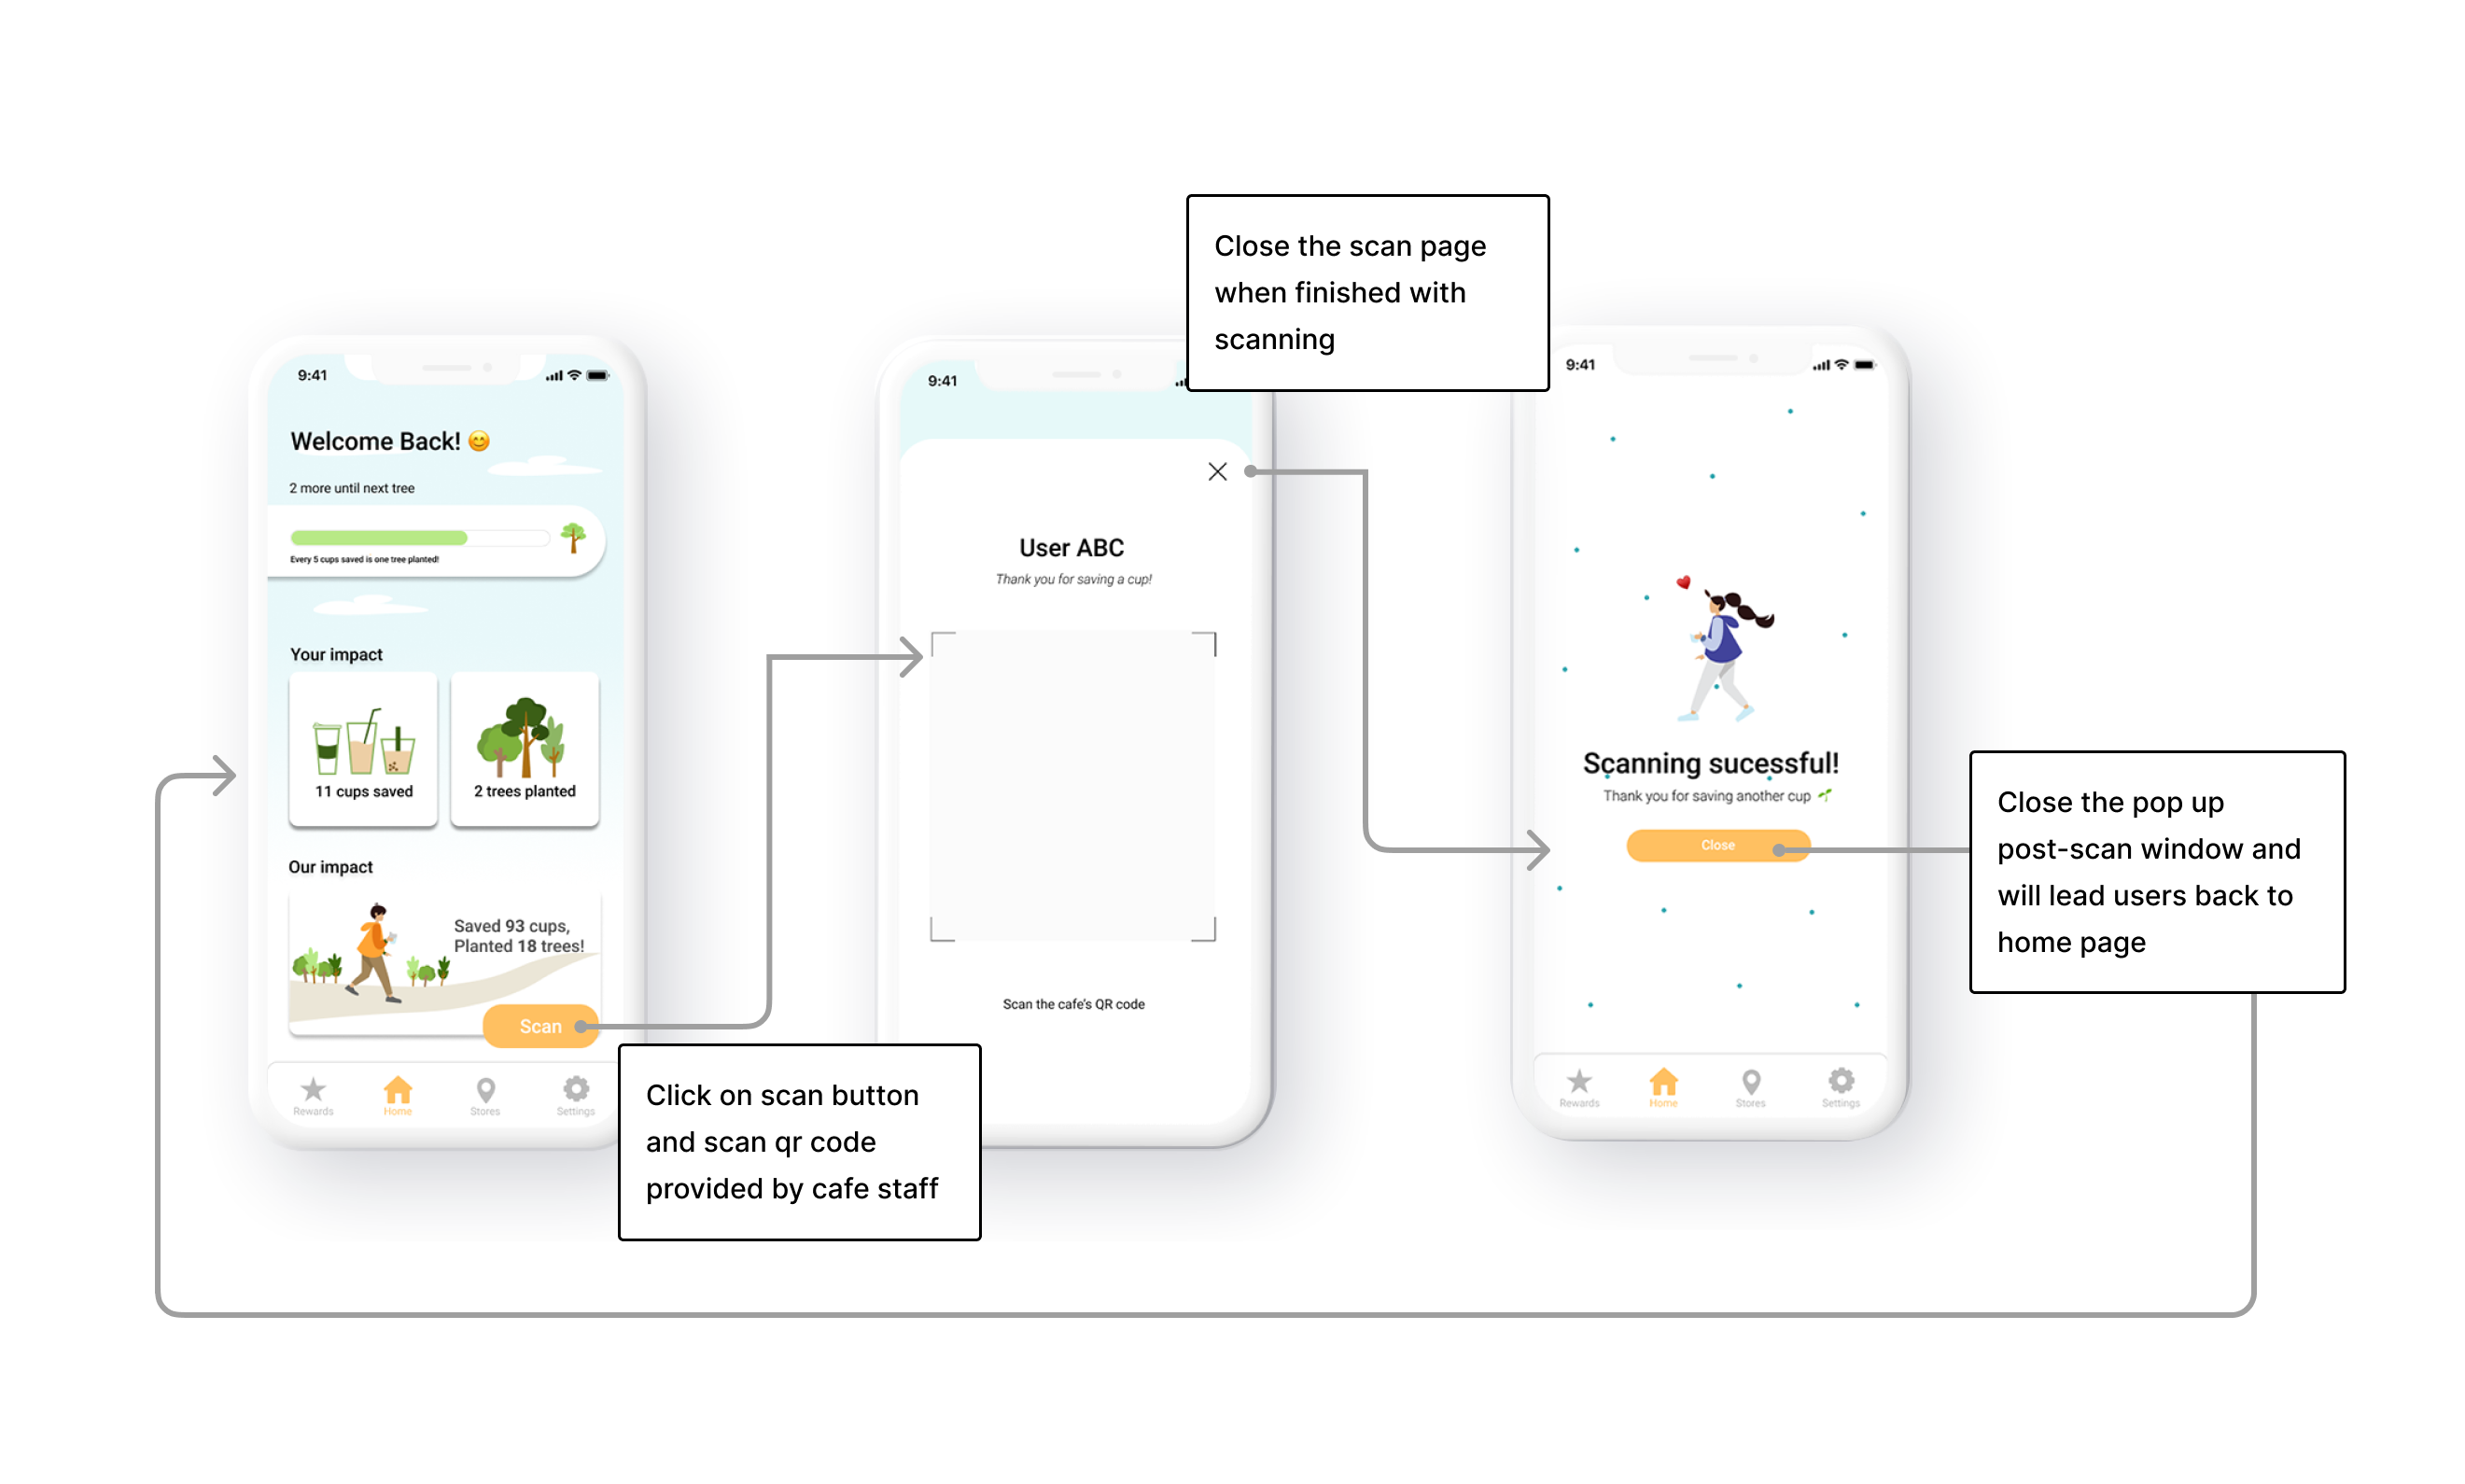 9:41
Welcome Back! 😊
2 more until next tree
Every 5 cups saved is one tree planted!
Your impact
11 cups saved
2 trees planted
Our impact
Saved 93 cups,
Planted 18 trees!
Scan
Rewards
Home
Stores
Settings
Click on scan button
and scan qr code
provided by cafe staff
9:41
User ABC
Thank you for saving a cup!
Scan the cafe's QR code
Close the scan page
when finished with
scanning
9:41
Scanning sucessful!
Thank you for saving another cup 🌱
Close
Rewards
Home
Stores
Settings
Close the pop up
post-scan window and
will lead users back to
home page